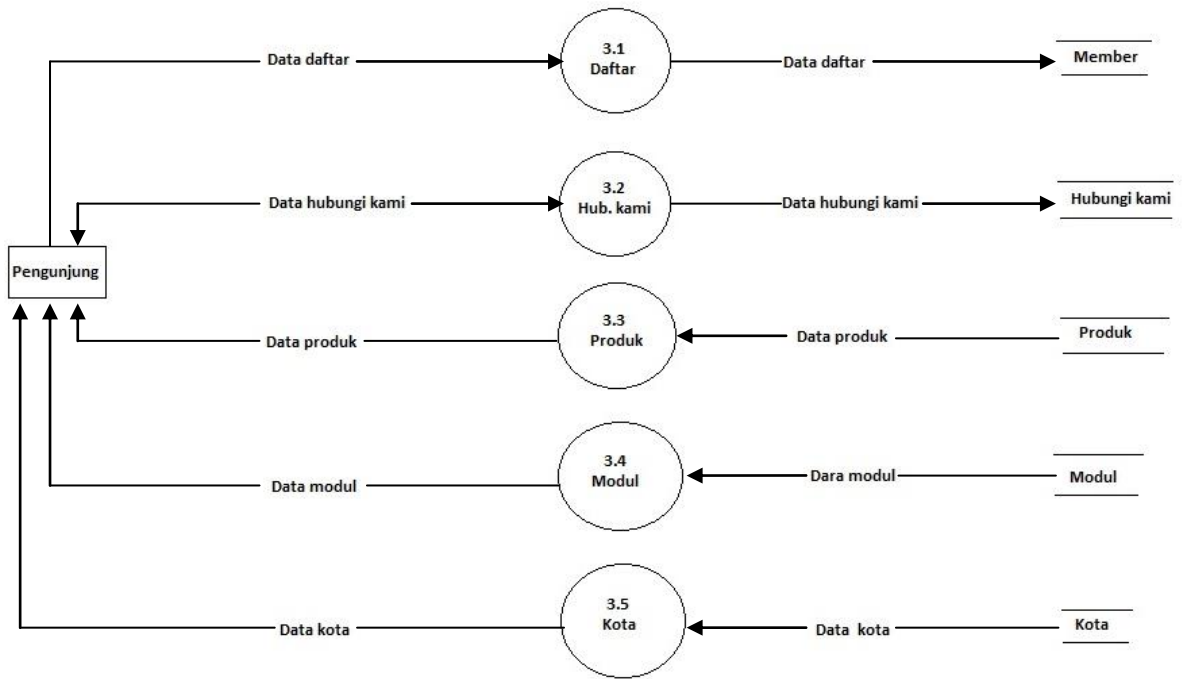 Data daftar
3.1
Daftar
Data daftar
Member
Data hubungi kami
3.2
Hub. kami
Data hubungi kami
Hubungi kami
Pengunjung
Data produk
3.3
Produk
Data produk
Produk
Data modul
3.4
Modul
Dara modul
Modul
Data kota
3.5
Kota
Data kota
Kota